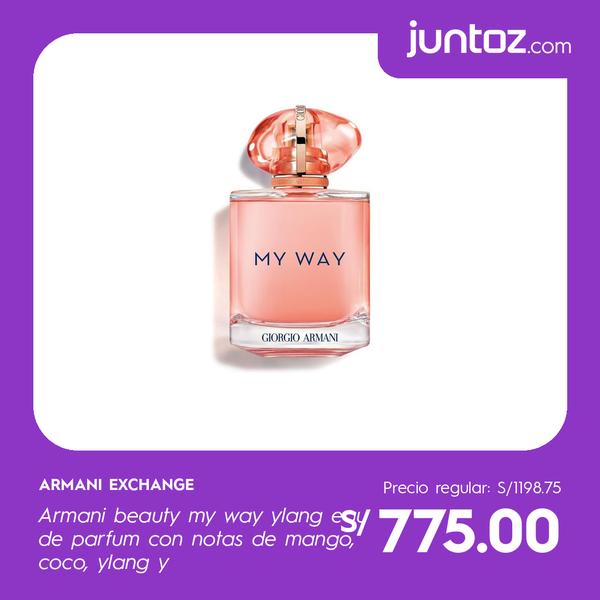 juntoz.com
MY WAY
GIORGIO ARMANI
ARMANI EXCHANGE
Armani beauty my way ylang eau
de parfum con notas de mango,
coco, ylang y
Precio regular: S/1198.75
S/ 775.00